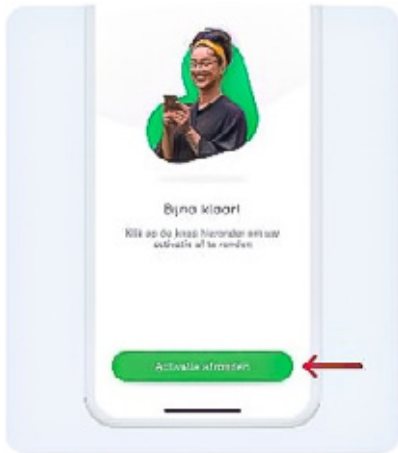 Bijna klaar!
Klik op de knop hieronder om uw
activatie af te ronden
Activatie afronden